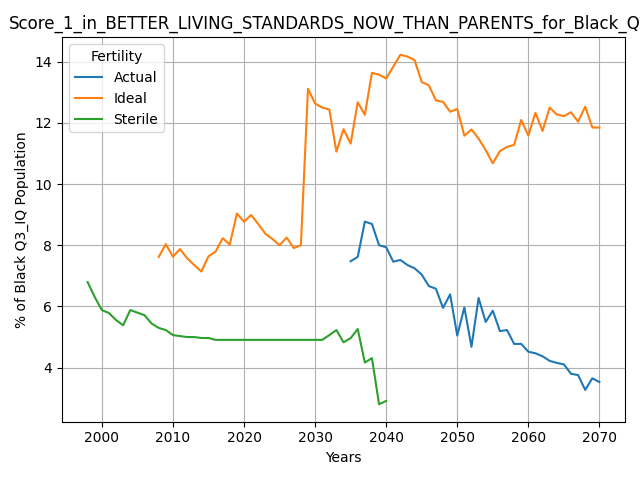 Score_1_in_BETTER_LIVING_STANDARDS_NOW_THAN_PARENTS_for_Black_Q
Fertility
Actual
Ideal
Sterile
% of Black Q3_IQ Population
14
12
10
8
6
4
2000 2010 2020 2030 2040 2050 2060 2070
Years